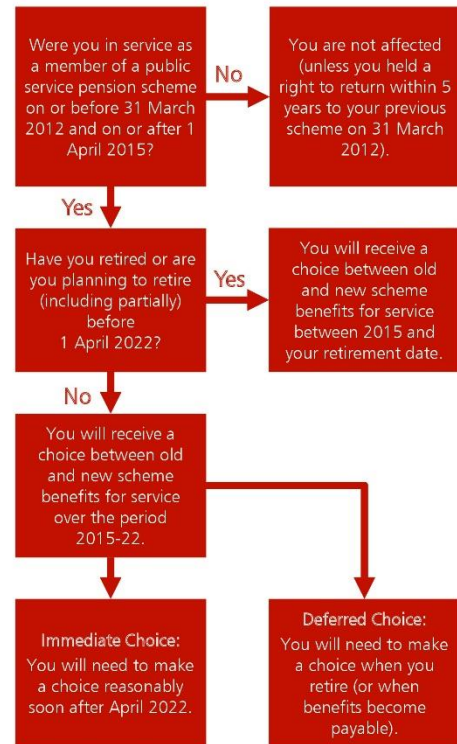 Were you in service as
a member of a public
service pension scheme
on or before 31 March
2012 and on or after 1
April 2015?
No
You are not affected
(unless you held a
right to return within 5
years to your previous
scheme on 31 March
2012).
Yes
Have you retired or are
you planning to retire
(including partially)
before
1 April 2022?
Yes
You will receive a
choice between old
and new scheme
benefits for service
between 2015 and
your retirement date.
No
You will receive a
choice between old
and new scheme
benefits for service
over the period
2015-22.
Immediate Choice:
You will need to make
a choice reasonably
soon after April 2022.
Deferred Choice:
You will need to make
a choice when you
retire (or when
benefits become
payable).